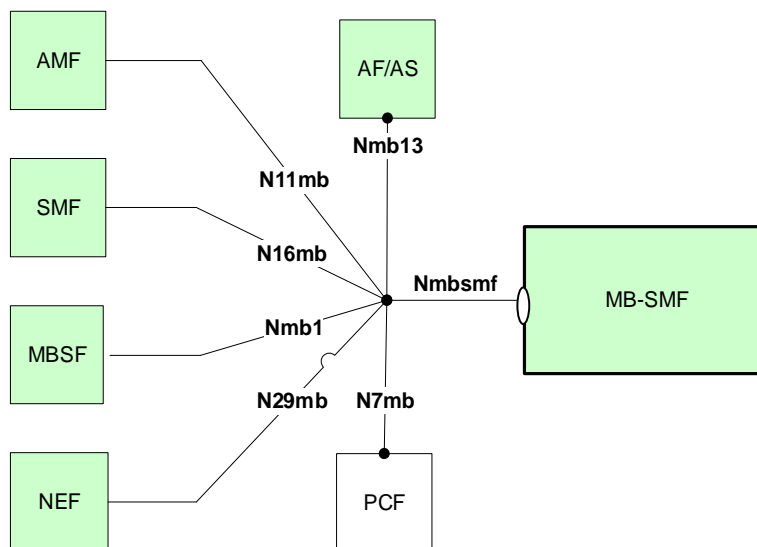 AMF
AF/AS
Nmb13
N11mb
SMF
N16mb
Nmbsmf
MB-SMF
Nmb1
MBSF
N29mb
N7mb
NEF
PCF